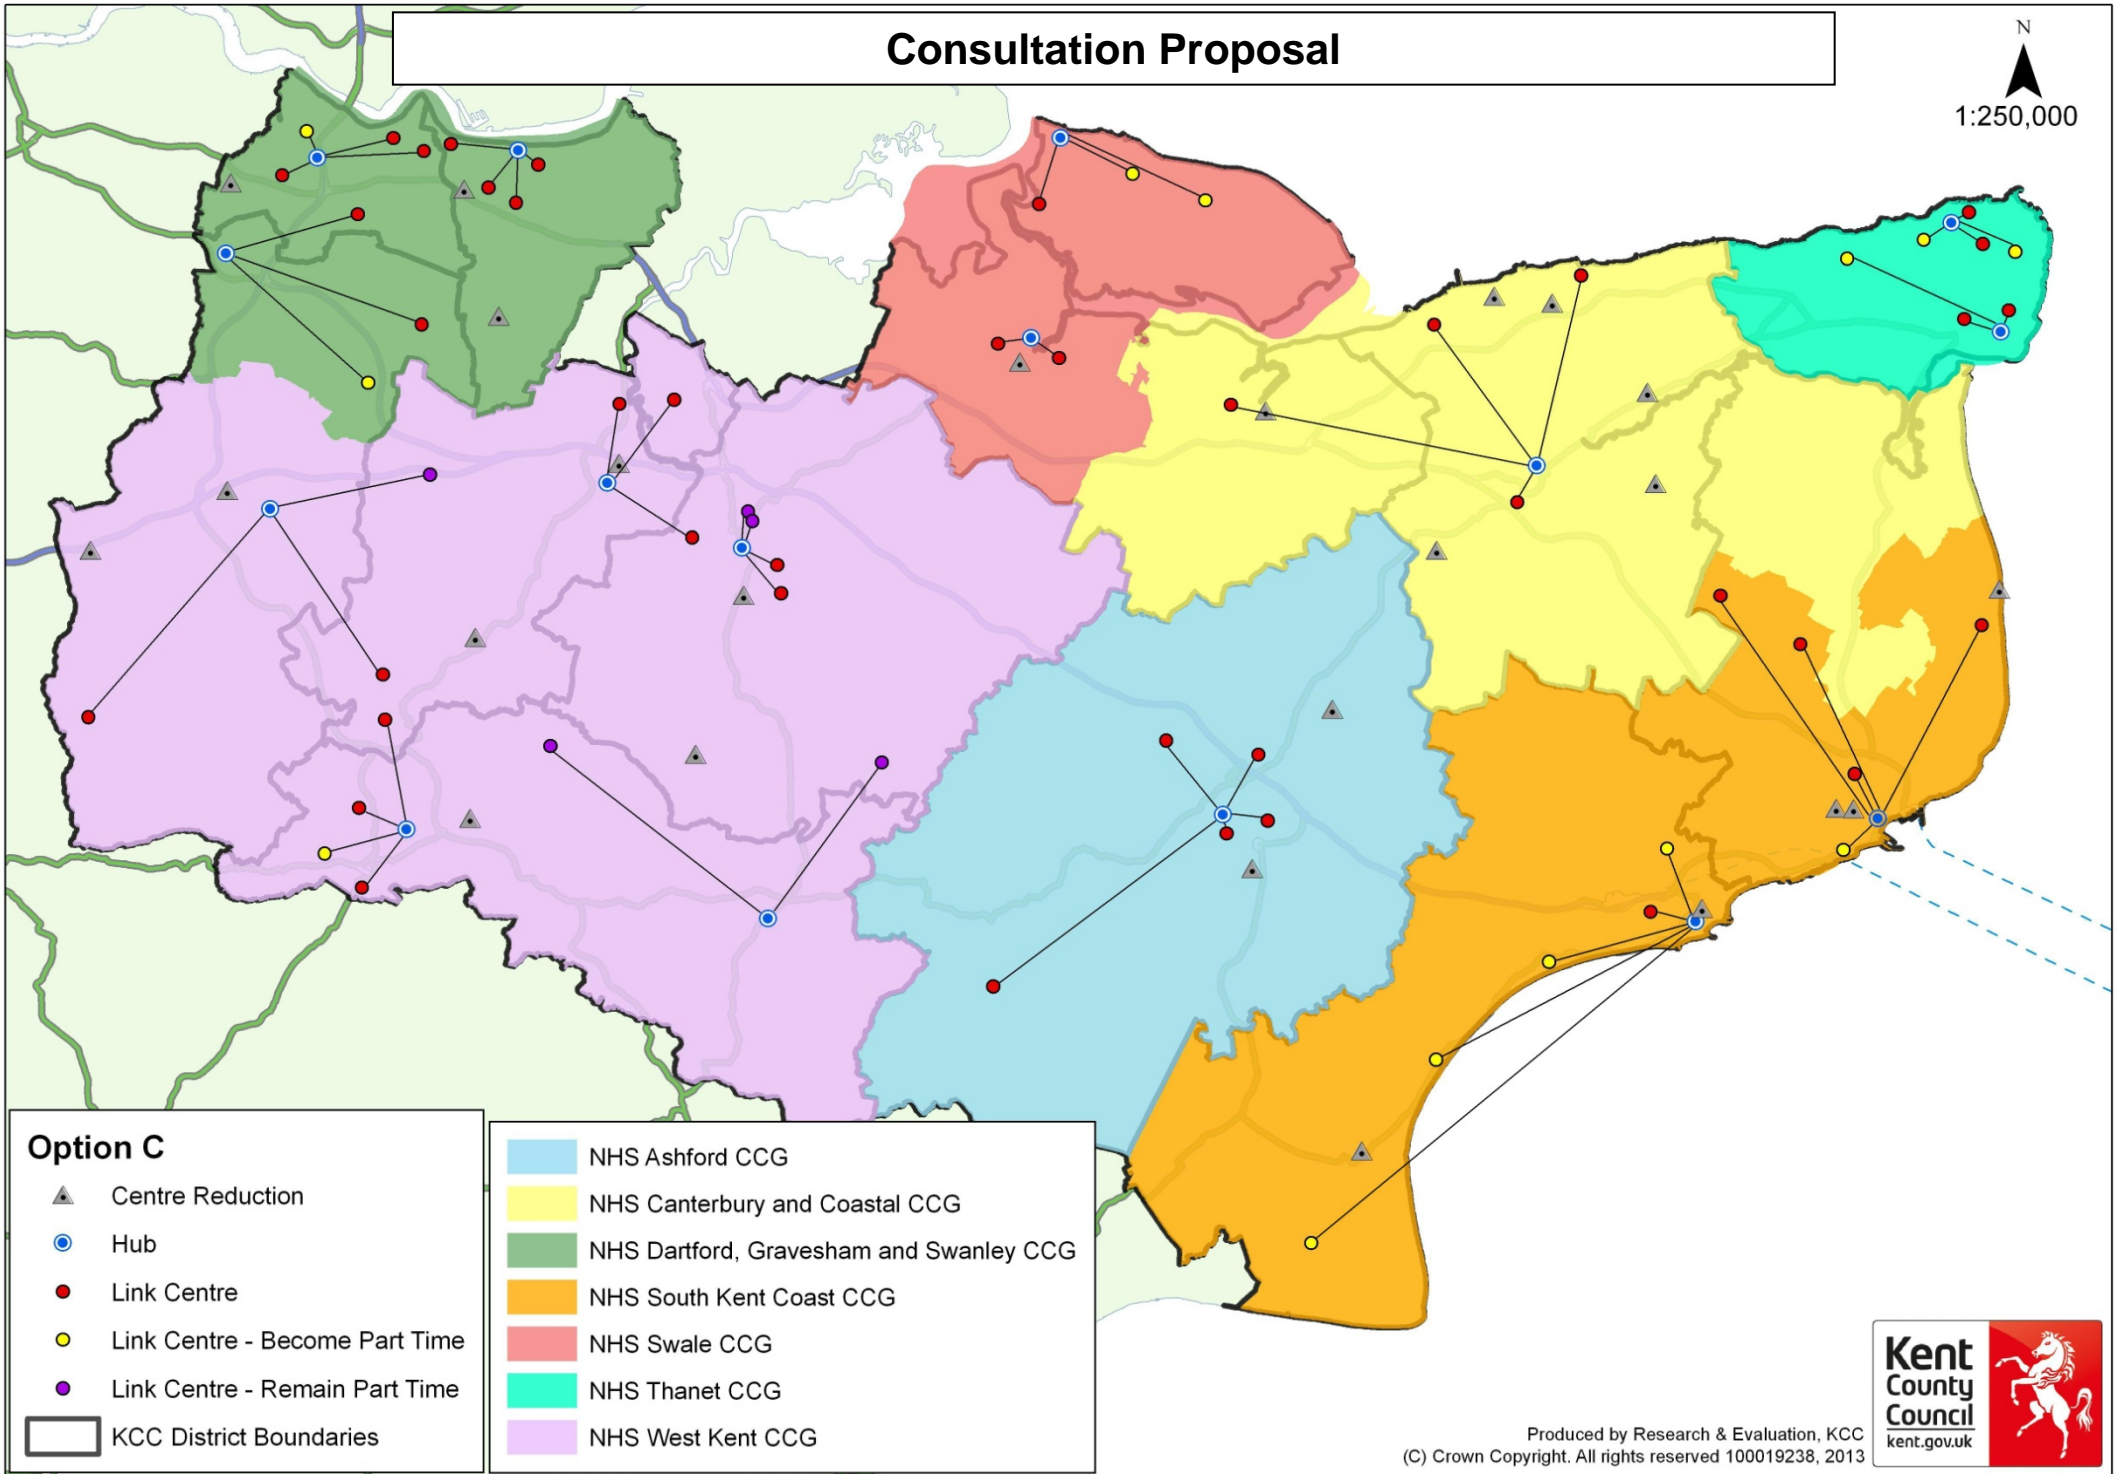 Consultation Proposal
N
1:250,000
Option C
Centre Reduction
Hub
Link Centre
Link Centre - Become Part Time
Link Centre - Remain Part Time
KCC District Boundaries
NHS Ashford CCG
NHS Canterbury and Coastal CCG
NHS Dartford, Gravesham and Swanley CCG
NHS South Kent Coast CCG
NHS Swale CCG
NHS Thanet CCG
NHS West Kent CCG
Produced by Research & Evaluation, KCC
(C) Crown Copyright. All rights reserved 100019238, 2013
Kent
County
Council
kent.gov.uk